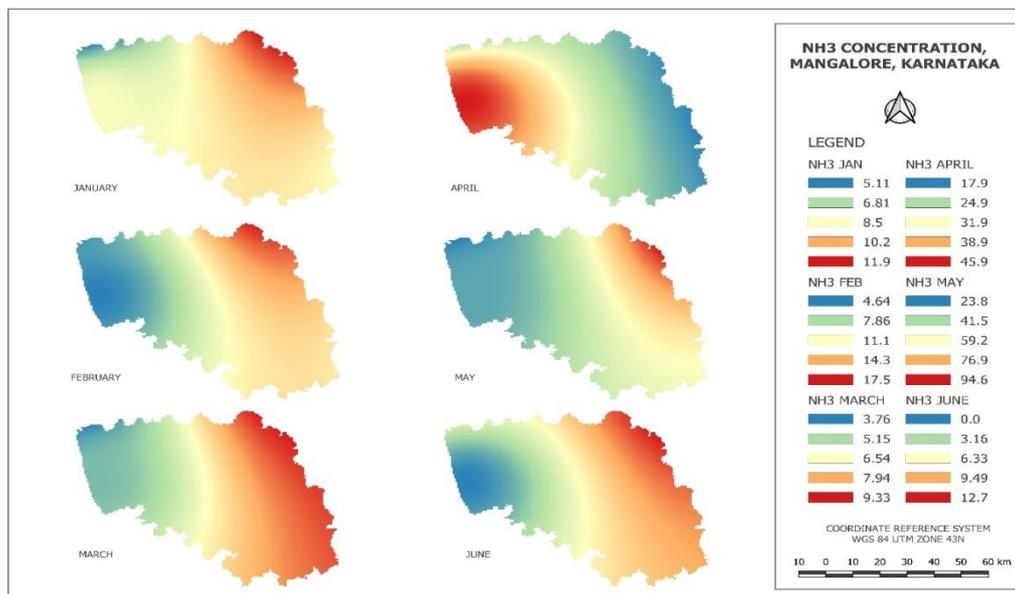 JANUARY
APRIL
FEBRUARY
MAY
MARCH
JUNE
NH3 CONCENTRATION,
MANGALORE, KARNATAKA
LEGEND
NH3 JAN
5.11
6.81
8.5
10.2
11.9
NH3 FEB
4.64
7.86
11.1
14.3
17.5
NH3 MARCH
3.76
5.15
6.54
7.94
9.33
NH3 APRIL
17.9
24.9
31.9
38.9
45.9
NH3 MAY
23.8
41.5
59.2
76.9
94.6
NH3 JUNE
0.0
3.16
6.33
9.49
12.7
COORDINATE REFERENCE SYSTEM
WGS 84 UTM ZONE 43N
10 0 10 20 30 40 50 60 km